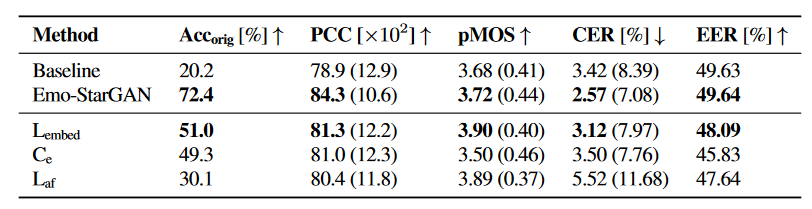 Method Acc_orig [%] ↑ PCC [×10²] ↑ pMOS ↑ CER [%] ↓ EER [%] ↑
Baseline 20.2 78.9 (12.9) 3.68 (0.41) 3.42 (8.39) 49.63
Emo-StarGAN 72.4 84.3 (10.6) 3.72 (0.44) 2.57 (7.08) 49.64
L_embed 51.0 81.3 (12.2) 3.90 (0.40) 3.12 (7.97) 48.09
C_e 49.3 81.0 (12.3) 3.50 (0.46) 3.50 (7.76) 45.83
L_af 30.1 80.4 (11.8) 3.89 (0.37) 5.52 (11.68) 47.64